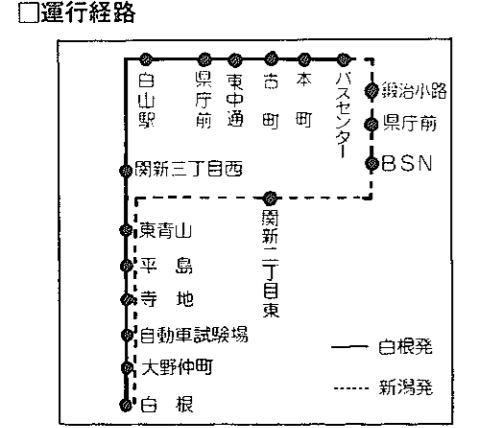 □運行経路
白山駅
県庁前
東中通
古町
本町
バスセンター
鍛治小路
県庁前
BSN
関新三丁目西
関新二丁目東
東青山
平島
寺地
自動車試験場
大野仲町
白根
白根発
新潟発